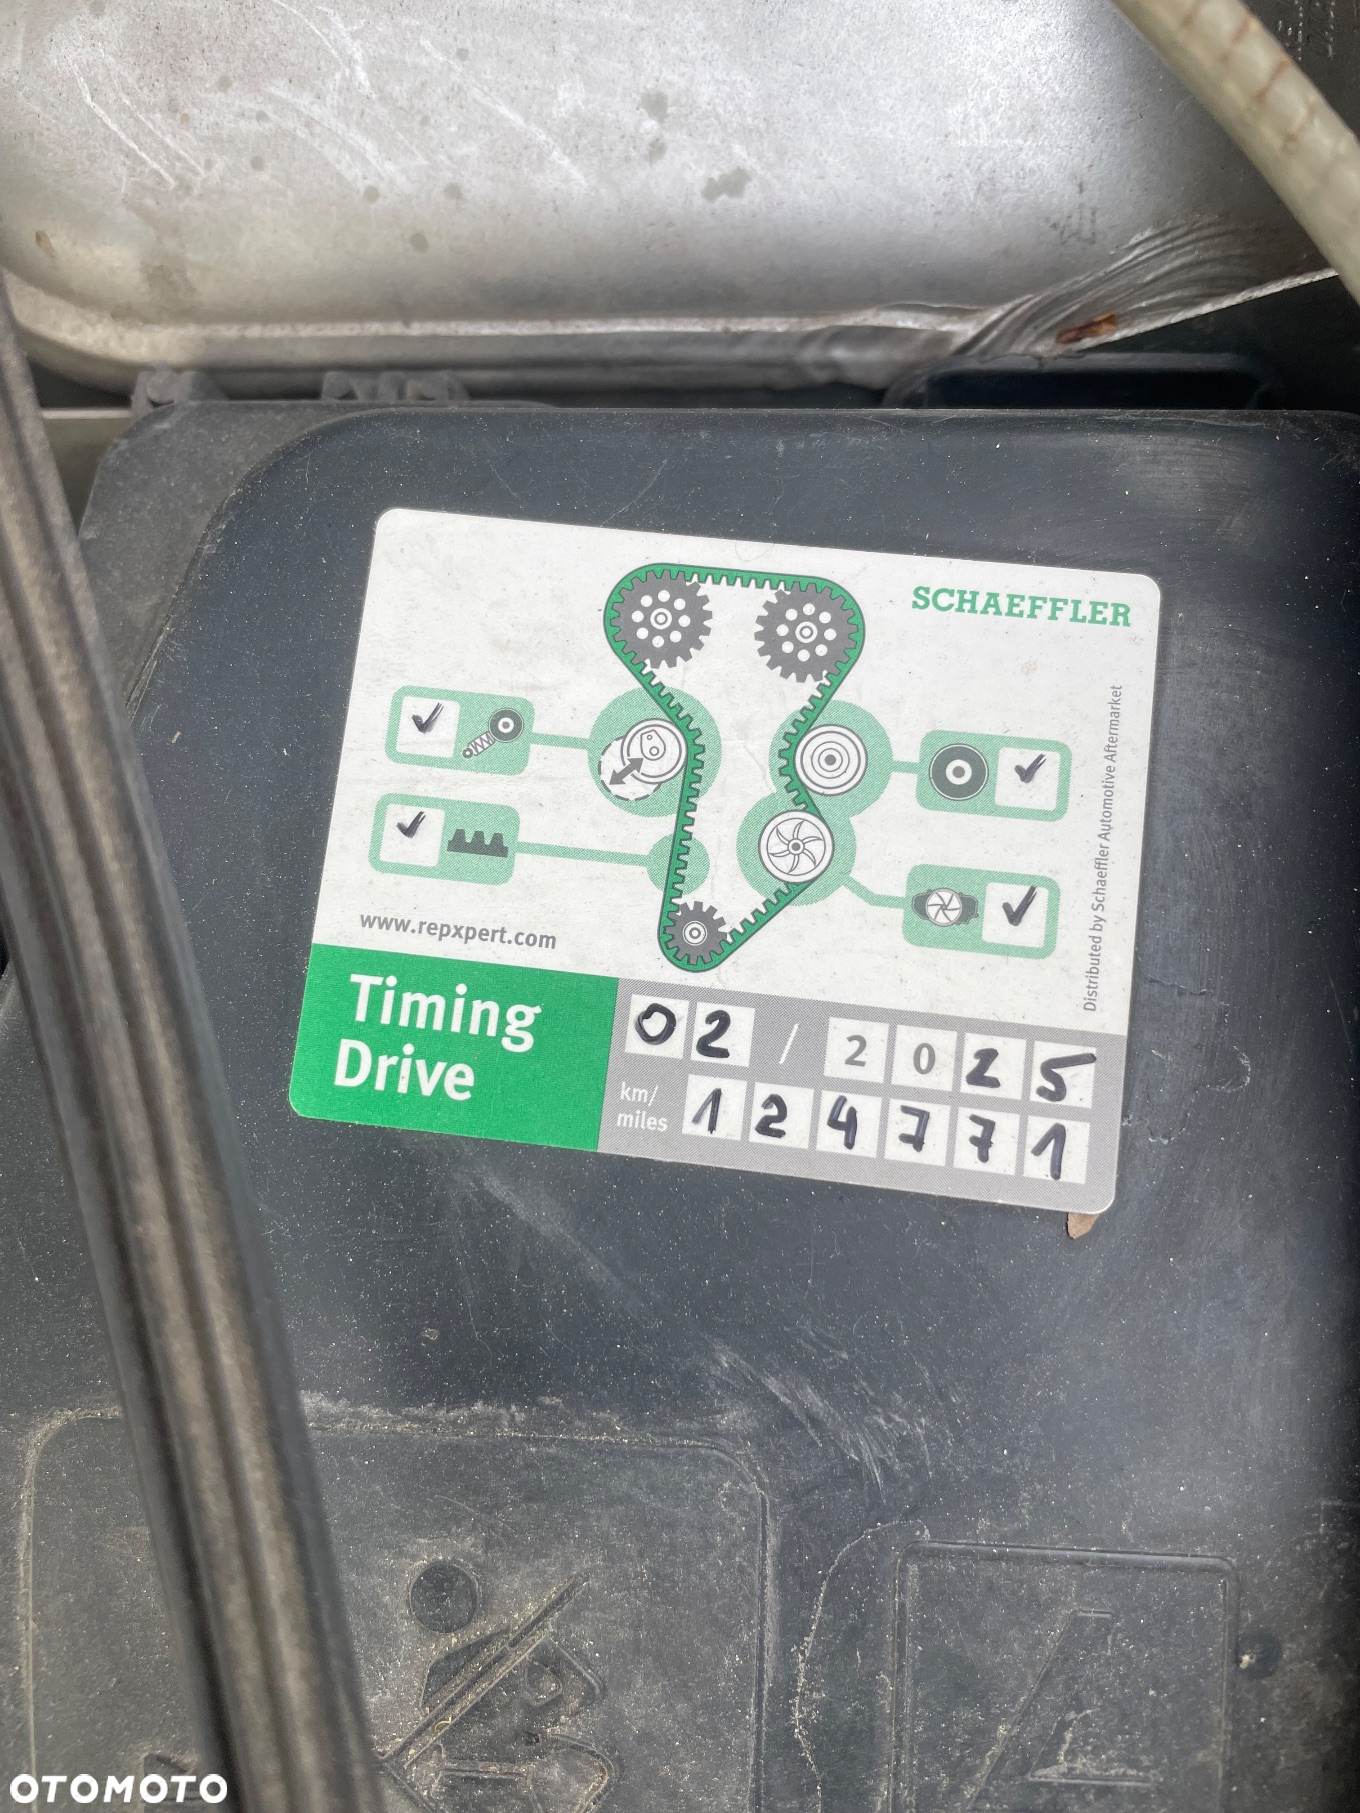 SCHAEFFLER
Distributed by Schaeffler Automotive Aftermarket
www.repxpert.com
Timing
Drive
02 / 2025
km/
miles
124771
OTOMOTO